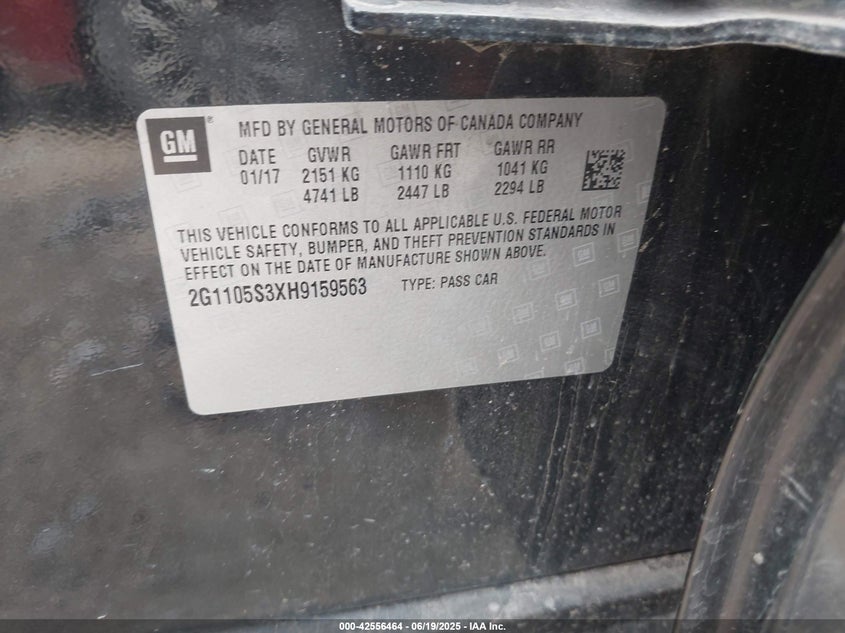 GM ®
MFD BY GENERAL MOTORS OF CANADA COMPANY
DATE GVWR GAWR FRT GAWR RR
01/17 2151 KG 1110 KG 1041 KG
4741 LB 2447 LB 2294 LB
THIS VEHICLE CONFORMS TO ALL APPLICABLE U.S. FEDERAL MOTOR
VEHICLE SAFETY, BUMPER, AND THEFT PREVENTION STANDARDS IN
EFFECT ON THE DATE OF MANUFACTURE SHOWN ABOVE.
2G1105S3XH9159563 TYPE: PASS CAR
000-42556464 - 06/19/2025 - IAA Inc.